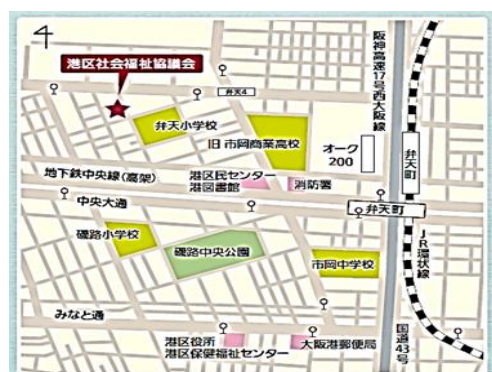 港区社会福祉協議会
弁天4
弁天小学校
旧 市岡商業高校
阪神高速17号西大阪線
オーク
200
弁天町
地下鉄中央線(高架)
港区民センター
港図書館
消防署
中央大通
弁天町
磯路小学校
磯路中央公園
市岡中学校
JR環状線
みなと通
港区役所
港区保健福祉センター
大阪港郵便局
国道43号